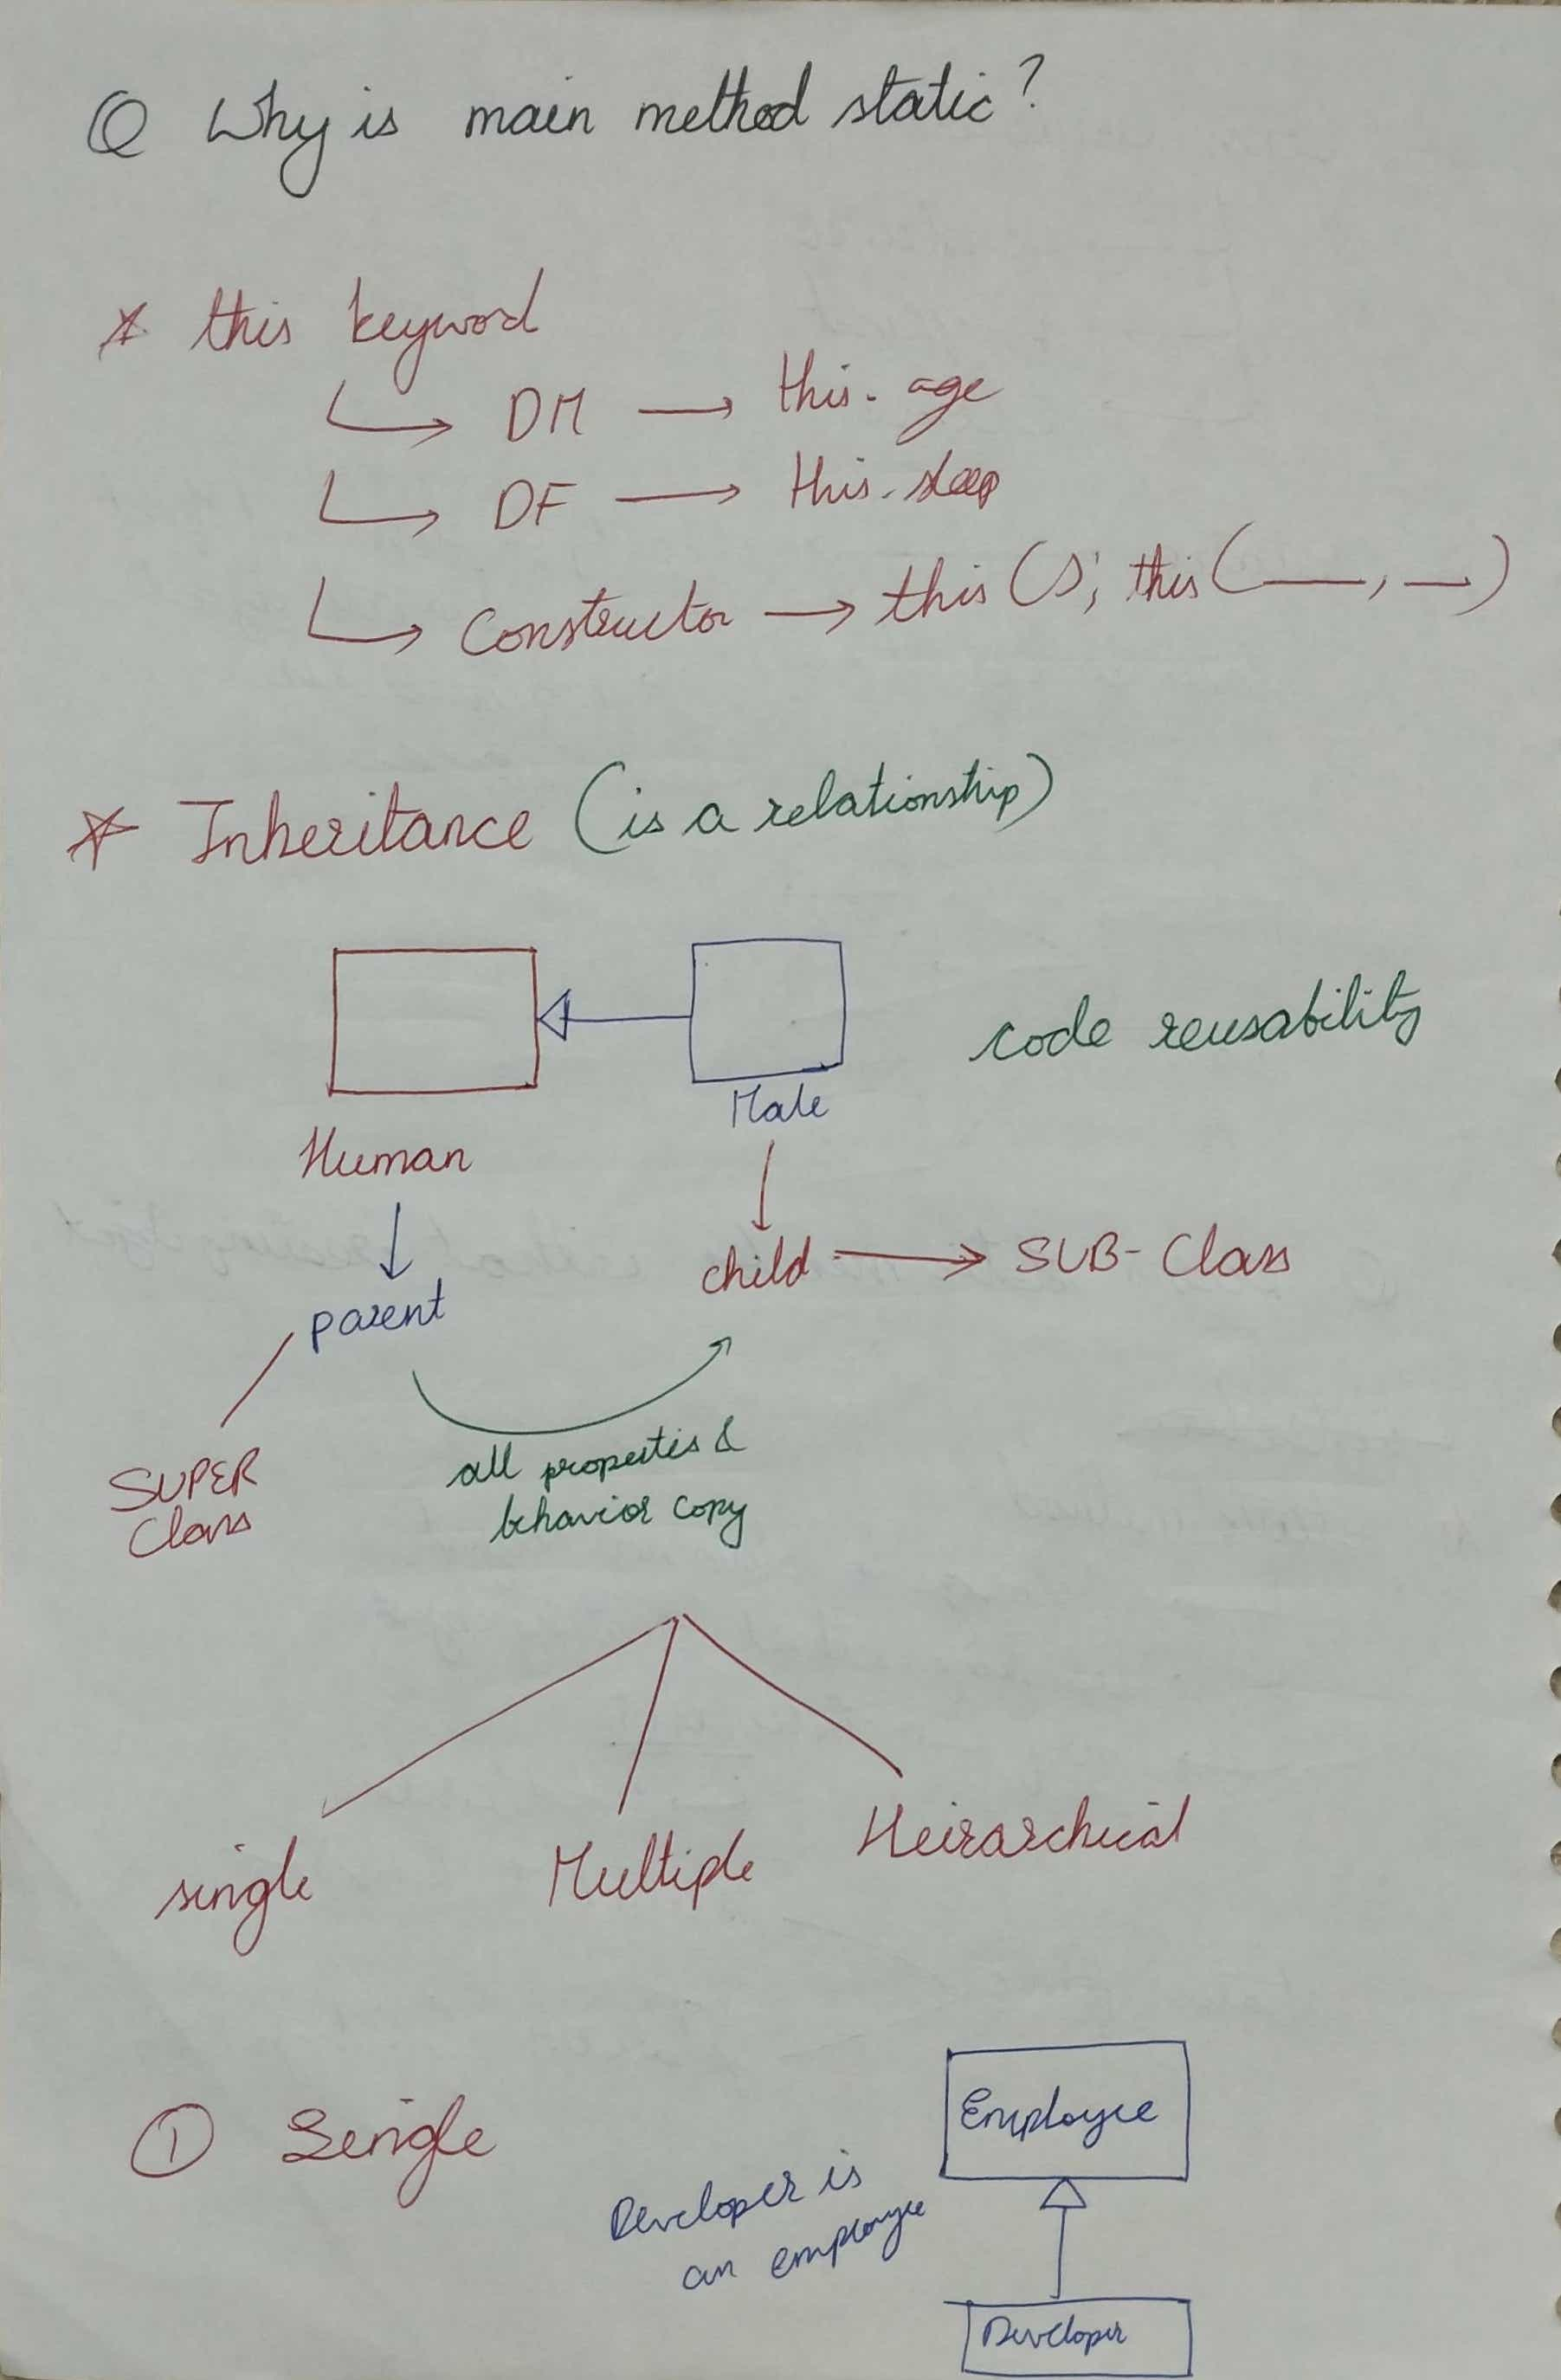 Q Why is main method static?
* this keyword
DM → this. age
DF → this. sleep
Constructor → this (); this ( __ , _ )
* Inheritance (is a relationship)
code reusability
Male
Human
child → SUB- Class
parent
SUPER
Class
all properties &
behavior copy
single Multiple Heirarchical
① Single
Employee
Developer is
an employee
Developer